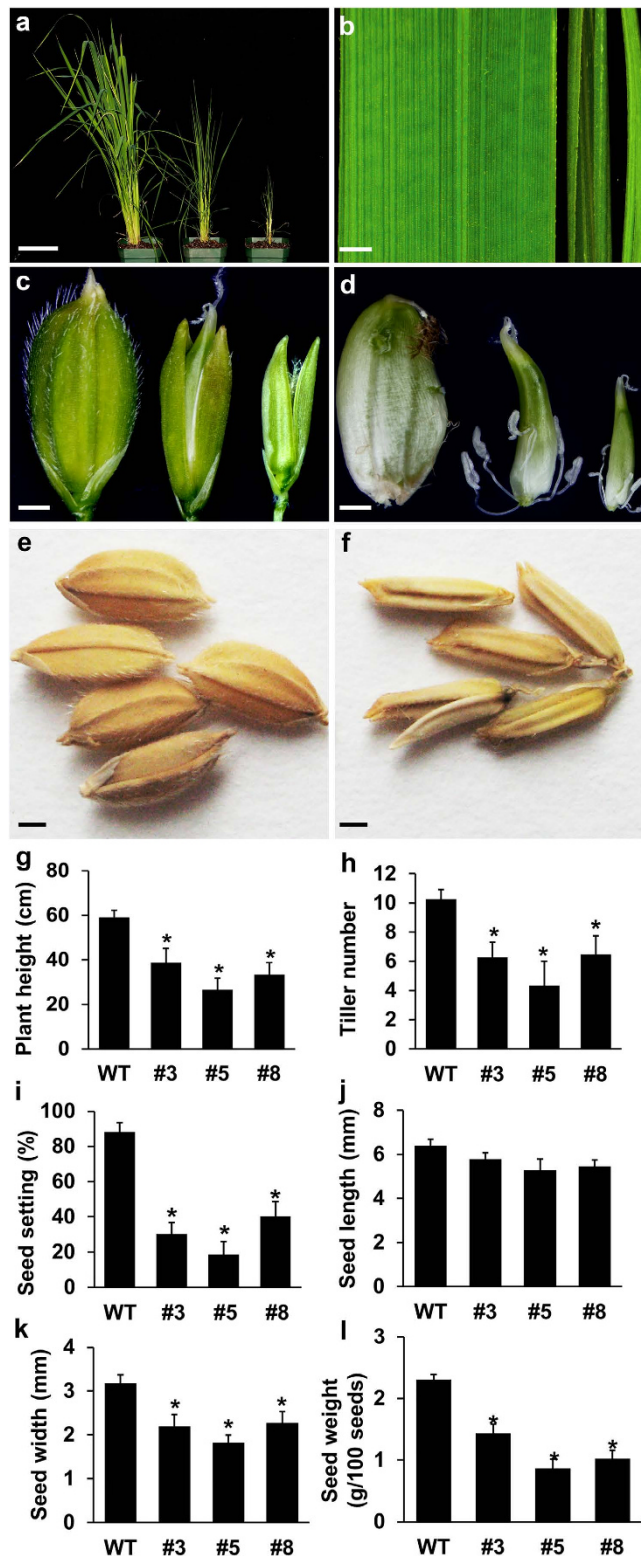 a
b
c
d
e
f
g
Plant height (cm)
80
60
40
20
0
*
*
*
WT #3 #5 #8
h
Tiller number
12
10
8
6
4
2
0
*
*
*
WT #3 #5 #8
i
Seed setting (%)
100
80
60
40
20
0
*
*
*
WT #3 #5 #8
j
Seed length (mm)
8
6
4
2
0
WT #3 #5 #8
k
Seed width (mm)
4
3
2
1
0
*
*
*
WT #3 #5 #8
l
Seed weight
(g/100 seeds)
3
2
1
0
*
*
*
WT #3 #5 #8